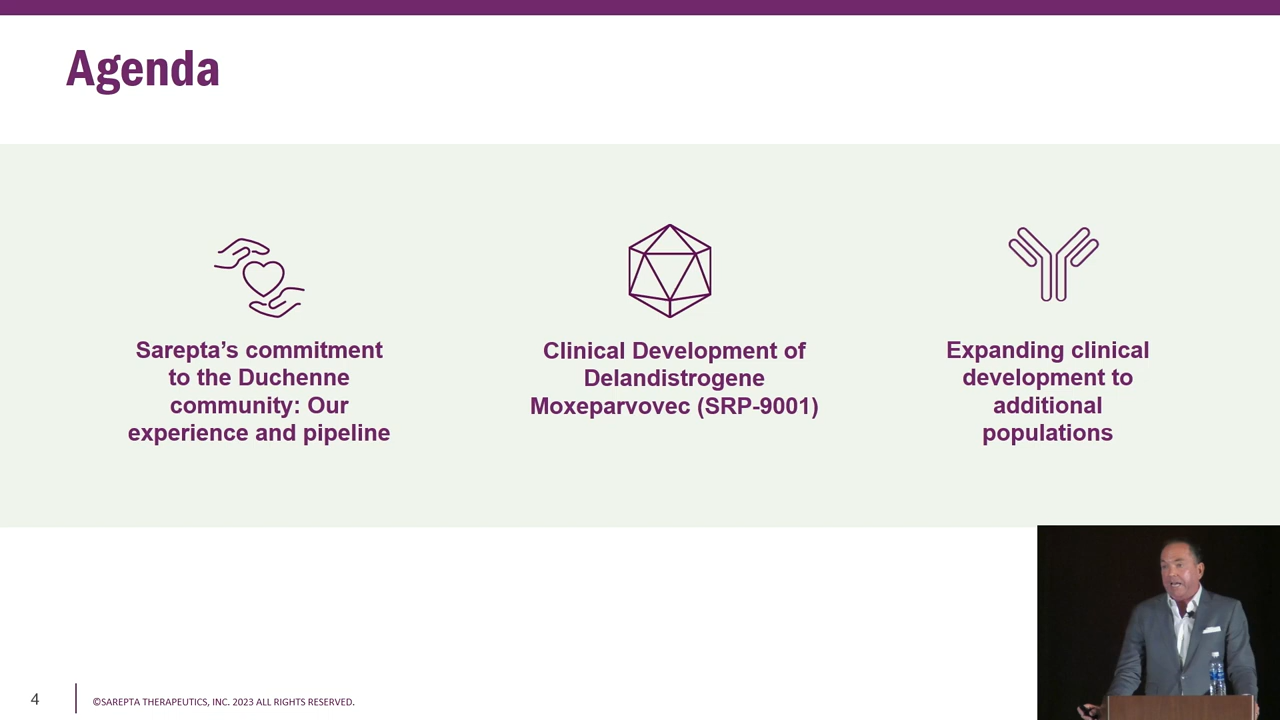 Agenda
Sarepta’s commitment
to the Duchenne
community: Our
experience and pipeline
Clinical Development of
Delandistrogene
Moxeparvovec (SRP-9001)
Expanding clinical
development to
additional
populations
4
©SAREPTA THERAPEUTICS, INC. 2023 ALL RIGHTS RESERVED.